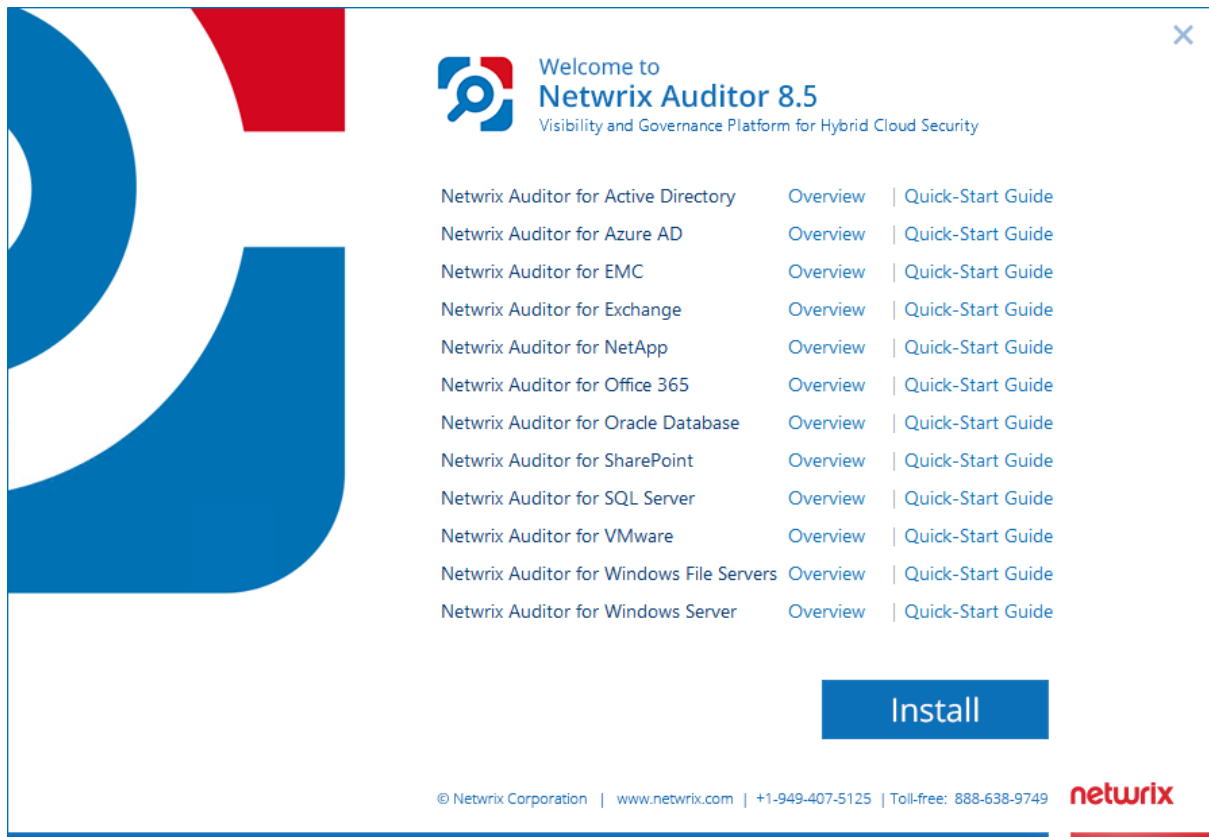 Welcome to
Netwrix Auditor 8.5
Visibility and Governance Platform for Hybrid Cloud Security
Netwrix Auditor for Active Directory Overview | Quick-Start Guide
Netwrix Auditor for Azure AD Overview | Quick-Start Guide
Netwrix Auditor for EMC Overview | Quick-Start Guide
Netwrix Auditor for Exchange Overview | Quick-Start Guide
Netwrix Auditor for NetApp Overview | Quick-Start Guide
Netwrix Auditor for Office 365 Overview | Quick-Start Guide
Netwrix Auditor for Oracle Database Overview | Quick-Start Guide
Netwrix Auditor for SharePoint Overview | Quick-Start Guide
Netwrix Auditor for SQL Server Overview | Quick-Start Guide
Netwrix Auditor for VMware Overview | Quick-Start Guide
Netwrix Auditor for Windows File Servers Overview | Quick-Start Guide
Netwrix Auditor for Windows Server Overview | Quick-Start Guide
Install
© Netwrix Corporation | www.netwrix.com | +1-949-407-5125 | Toll-free: 888-638-9749 netwrix